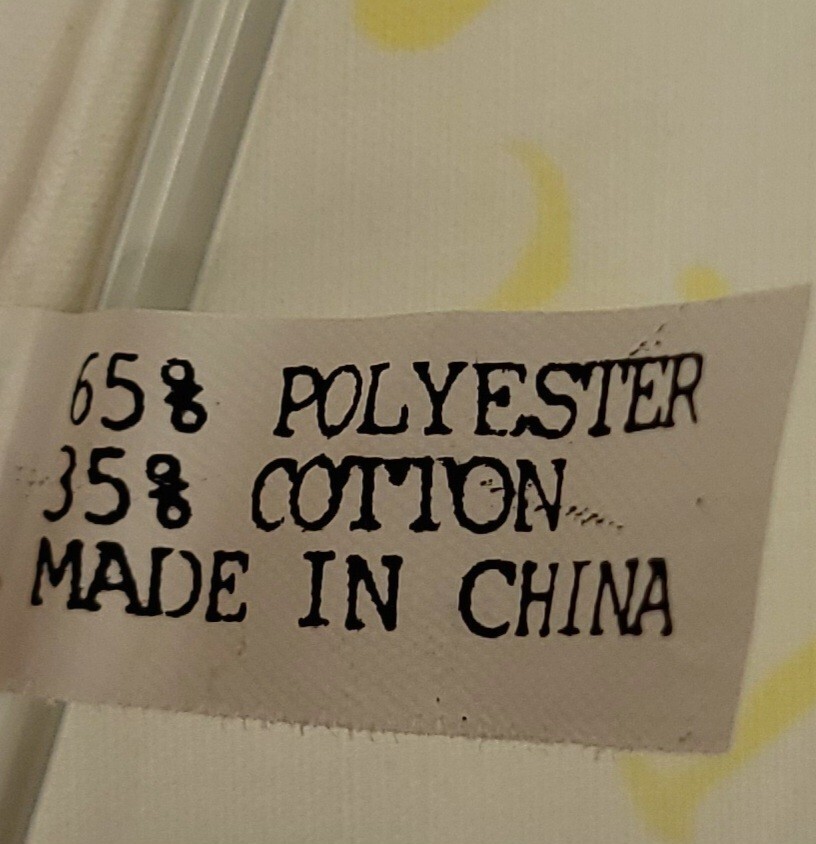 65% POLYESTER
35% COTTON
MADE IN CHINA